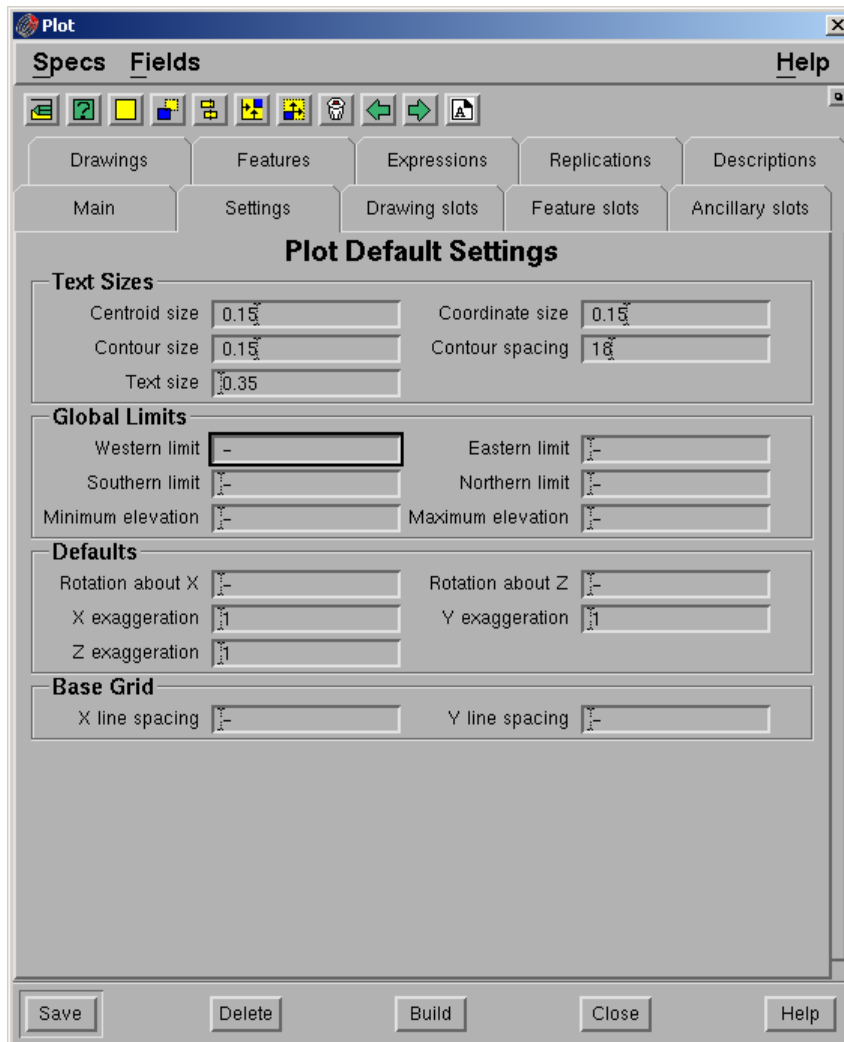 Plot
Specs Fields Help
Drawings Features Expressions Replications Descriptions
Main Settings Drawing slots Feature slots Ancillary slots
Plot Default Settings
Text Sizes
Centroid size 0.15 Coordinate size 0.15
Contour size 0.15 Contour spacing 18
Text size 0.35
Global Limits
Western limit – Eastern limit –
Southern limit – Northern limit –
Minimum elevation – Maximum elevation –
Defaults
Rotation about X – Rotation about Z –
X exaggeration 1 Y exaggeration 1
Z exaggeration 1
Base Grid
X line spacing – Y line spacing –
Save Delete Build Close Help